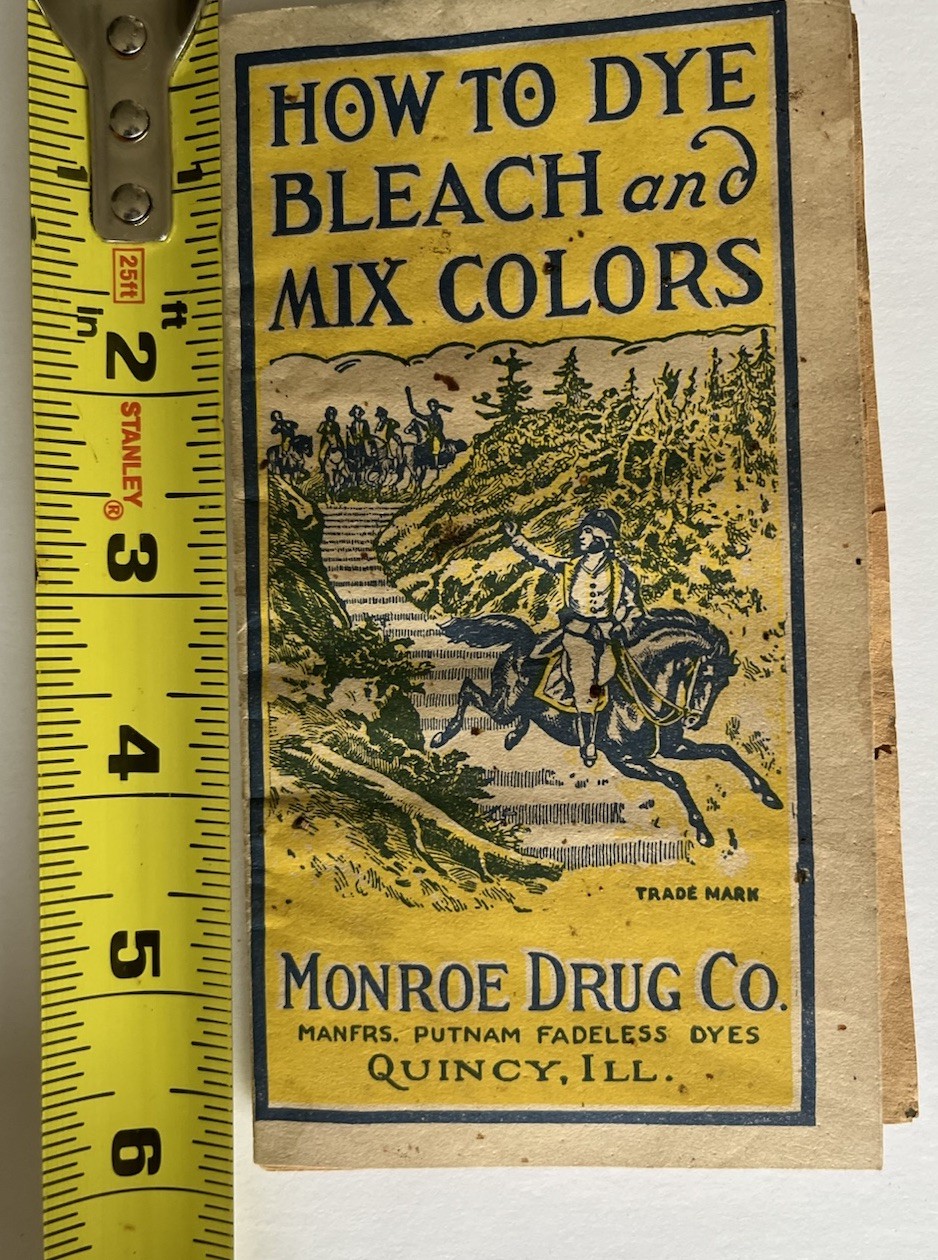 HOW TO DYE
BLEACH and
MIX COLORS
TRADE MARK
MONROE DRUG CO.
MANFRS. PUTNAM FADELESS DYES
QUINCY, ILL.
1
1
25ft
in
ft
2
STANLEY®
3
4
5
6